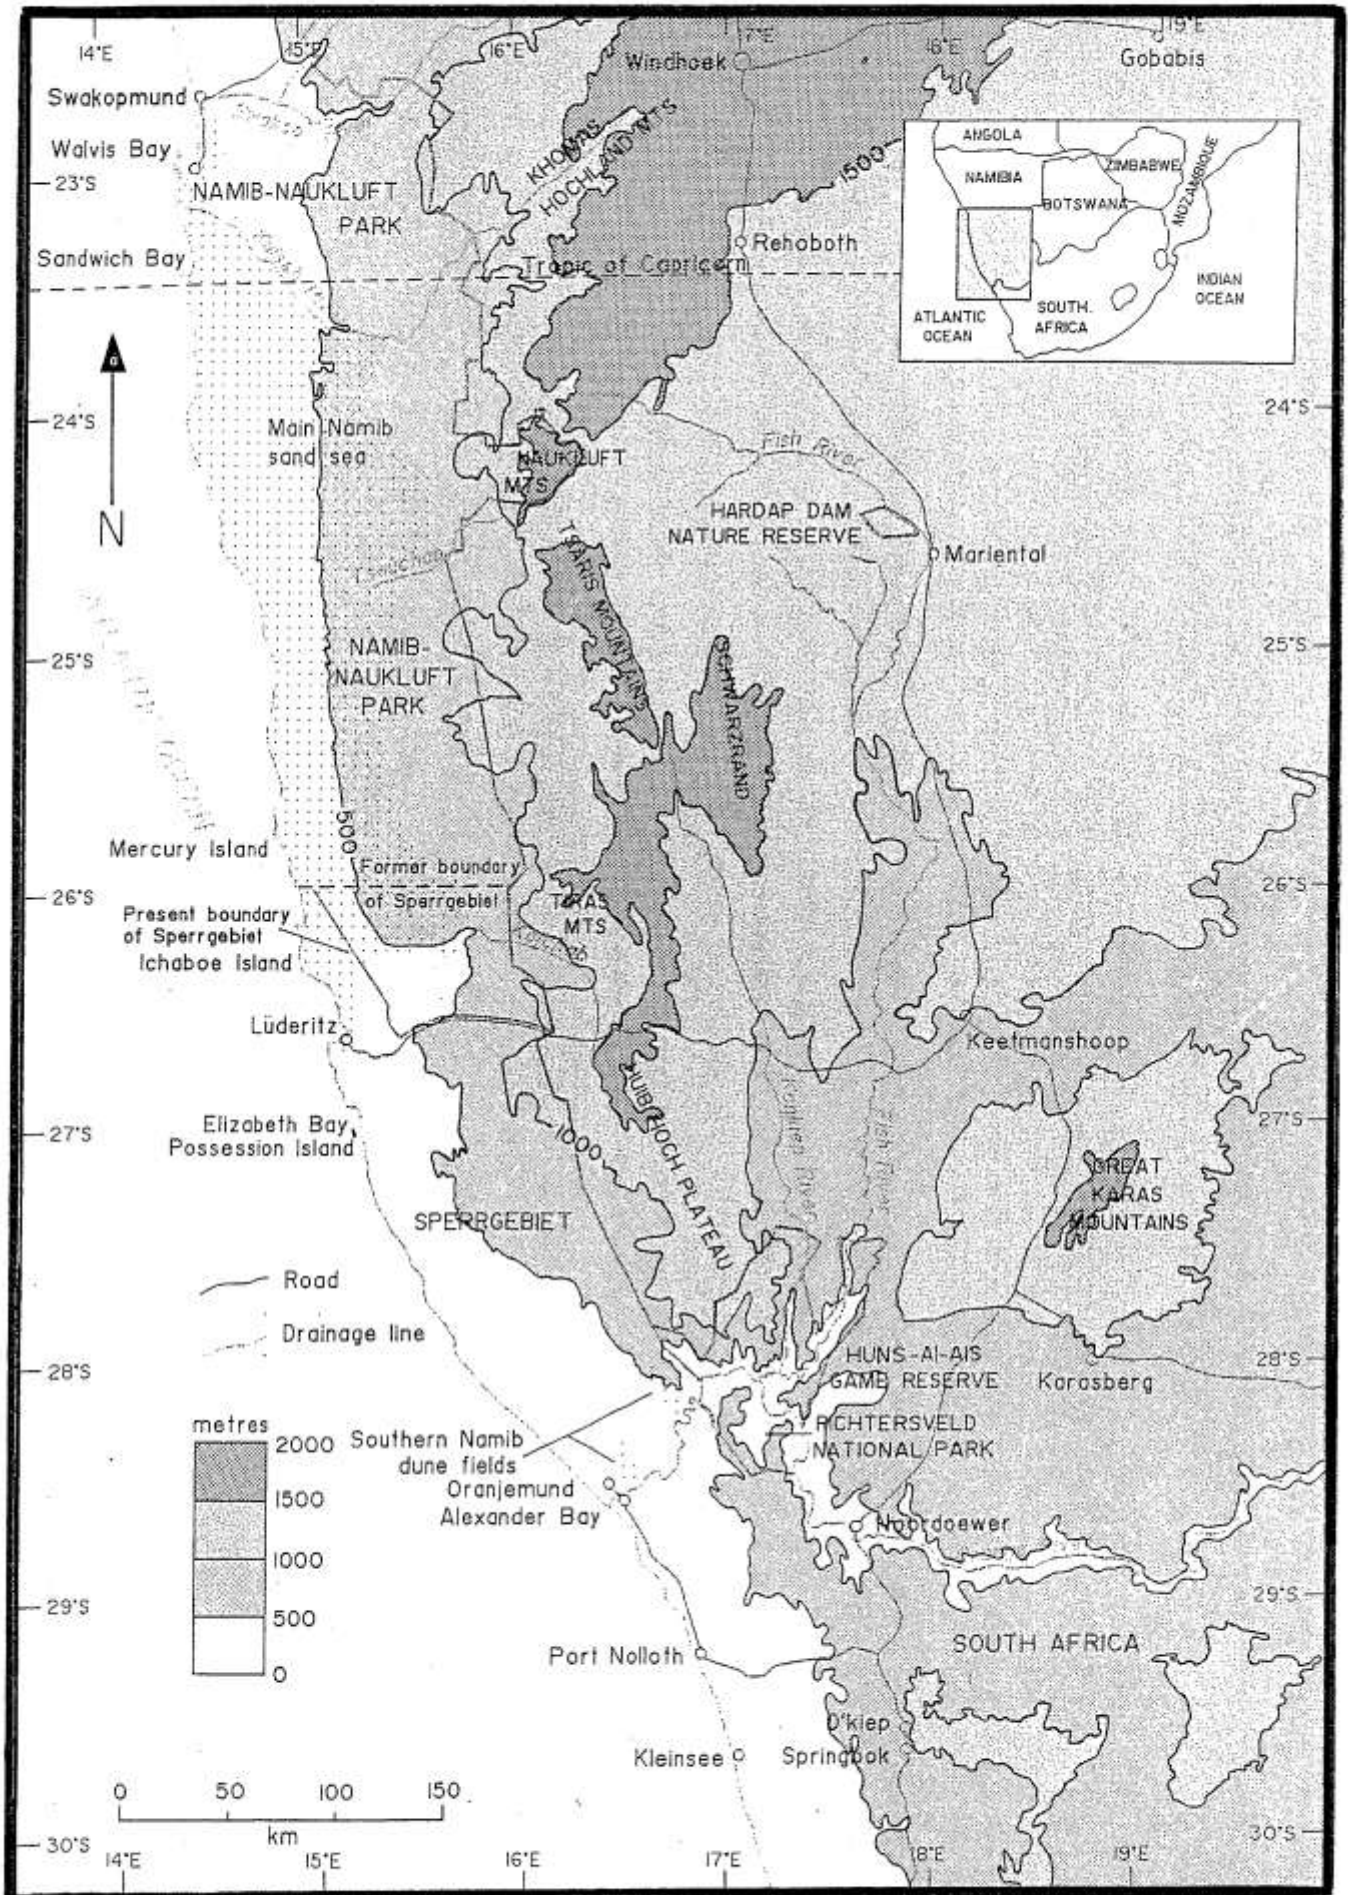 14°E
15°E
16°E
17°E
18°E
19°E
Gobabis
Windhoek
Swakopmund
Walvis Bay
23°S
NAMIB-NAUKLUFT
PARK
KHOMAS
HOCHLAND MTS
1500
Rehoboth
Sandwich Bay
Tropic of Capricorn
ANGOLA
ZIMBABWE
NAMIBIA
BOTSWANA
MOZAMBIQUE
INDIAN
OCEAN
ATLANTIC
OCEAN
SOUTH
AFRICA
24°S
24°S
N
Main Namib
sand sea
NAUKLUFT
MTS
Fish River
HARDAP DAM
NATURE RESERVE
Mariental
TSARIS MOUNTAINS
25°S
25°S
NAMIB-
NAUKLUFT
PARK
SCHWARZRAND
500
Mercury Island
Former boundary
of Sperrgebiet
26°S
26°S
TIRAS
MTS
Present boundary
of Sperrgebiet
Ichaboe Island
Lüderitz
Keetmanshoop
HUIB HOCH PLATEAU
Konkiep River
Fish River
Elizabeth Bay
Possession Island
27°S
27°S
1000
GREAT
KARAS
MOUNTAINS
SPERRGEBIET
Road
Drainage line
28°S
28°S
HUNS-AI-AIS
GAME RESERVE
Karasberg
RICHTERSVELD
NATIONAL PARK
metres
2000
1500
1000
500
0
Southern Namib
dune fields
Oranjemund
Alexander Bay
Noordoewer
29°S
29°S
SOUTH AFRICA
Port Nolloth
O'kiep
Springbok
Kleinsee
0 50 100 150
km
30°S
30°S
14°E
15°E
16°E
17°E
18°E
19°E